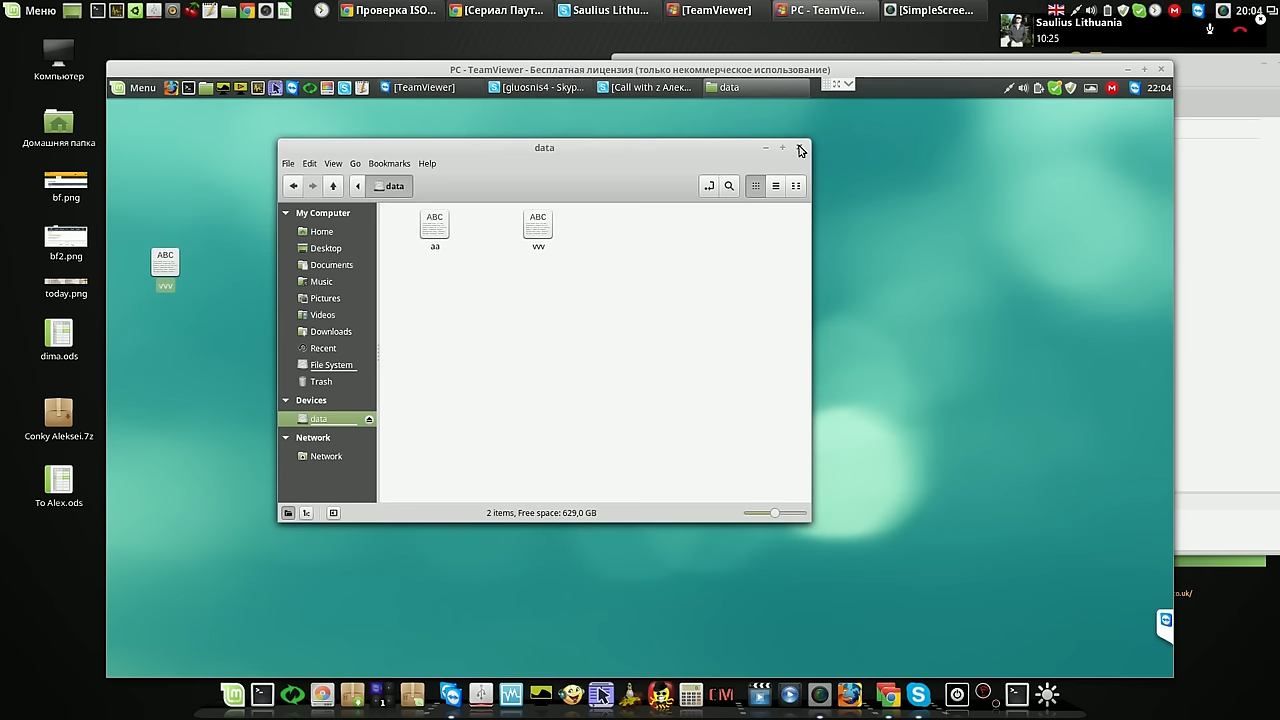 Меню
Проверка ISO...
[Сериал Паут...
Saulius Lithu...
[TeamViewer]
PC - TeamVie...
[SimpleScree...
20:04
Saulius Lithuania
10:25
Компьютер
Домашняя папка
bf.png
bf2.png
today.png
dima.ods
Conky Aleksei.7z
To Alex.ods
PC - TeamViewer - Бесплатная лицензия (только некоммерческое использование)
Menu
[TeamViewer]
[gluosnis4 - Skyp...
[Call with z Алек...
data
22:04
ABC
vvv
data
File Edit View Go Bookmarks Help
data
My Computer
Home
Desktop
Documents
Music
Pictures
Videos
Downloads
Recent
File System
Trash
Devices
data
Network
Network
ABC
aa
ABC
vvv
2 items, Free space: 629,0 GB
co.uk/